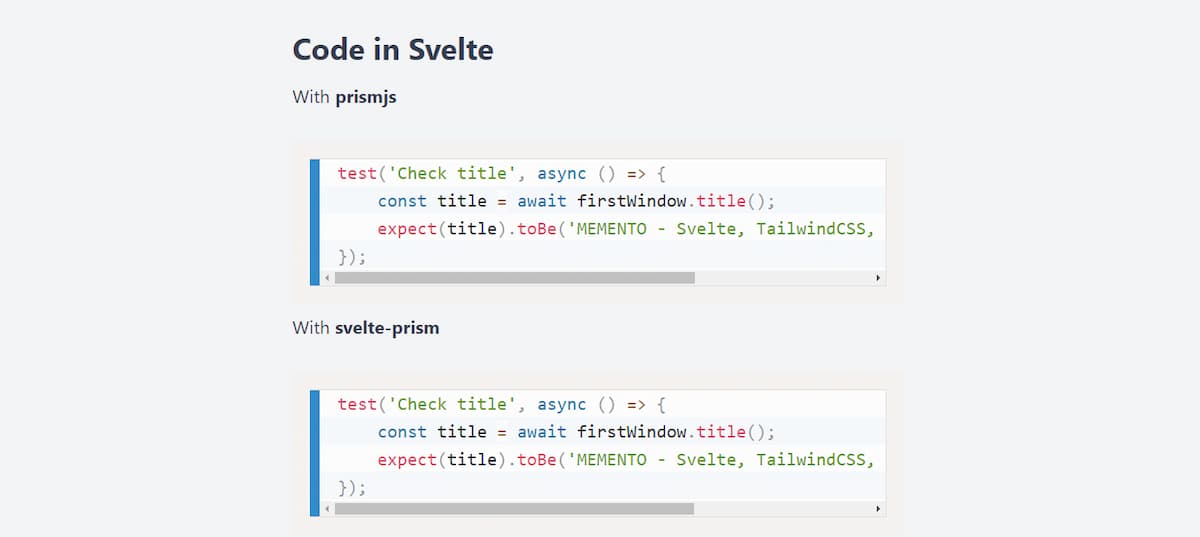 Code in Svelte
With prismjs
test('Check title', async () => {
    const title = await firstWindow.title();
    expect(title).toBe('MEMENTO - Svelte, TailwindCSS,
});
With svelte-prism
test('Check title', async () => {
    const title = await firstWindow.title();
    expect(title).toBe('MEMENTO - Svelte, TailwindCSS,
});